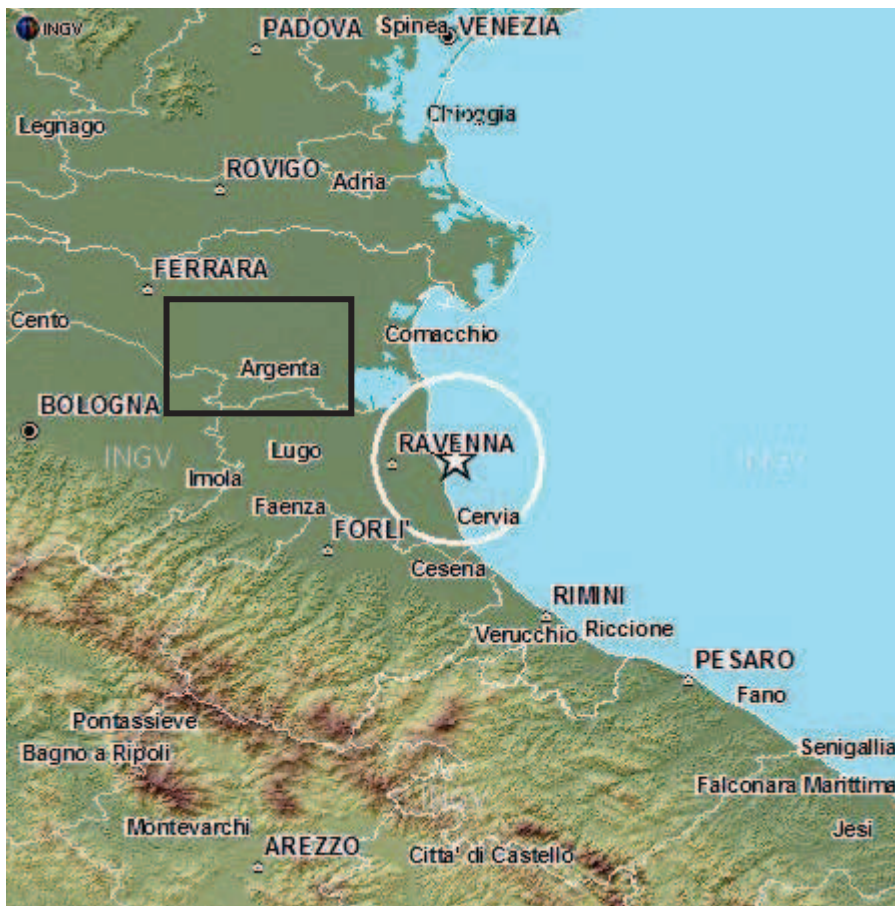 INGV
PADOVA
Spinea VENEZIA
Legnago
Chioggia
ROVIGO
Adria
FERRARA
Cento
Comacchio
Argenta
BOLOGNA
RAVENNA
INGV
Lugo
INGV
Imola
Faenza
Cervia
FORLI'
Cesena
RIMINI
Verucchio
Riccione
PESARO
Fano
Pontassieve
Bagno a Ripoli
Senigallia
Falconara Marittima
Montevarchi
Jesi
AREZZO
Citta' di Castello